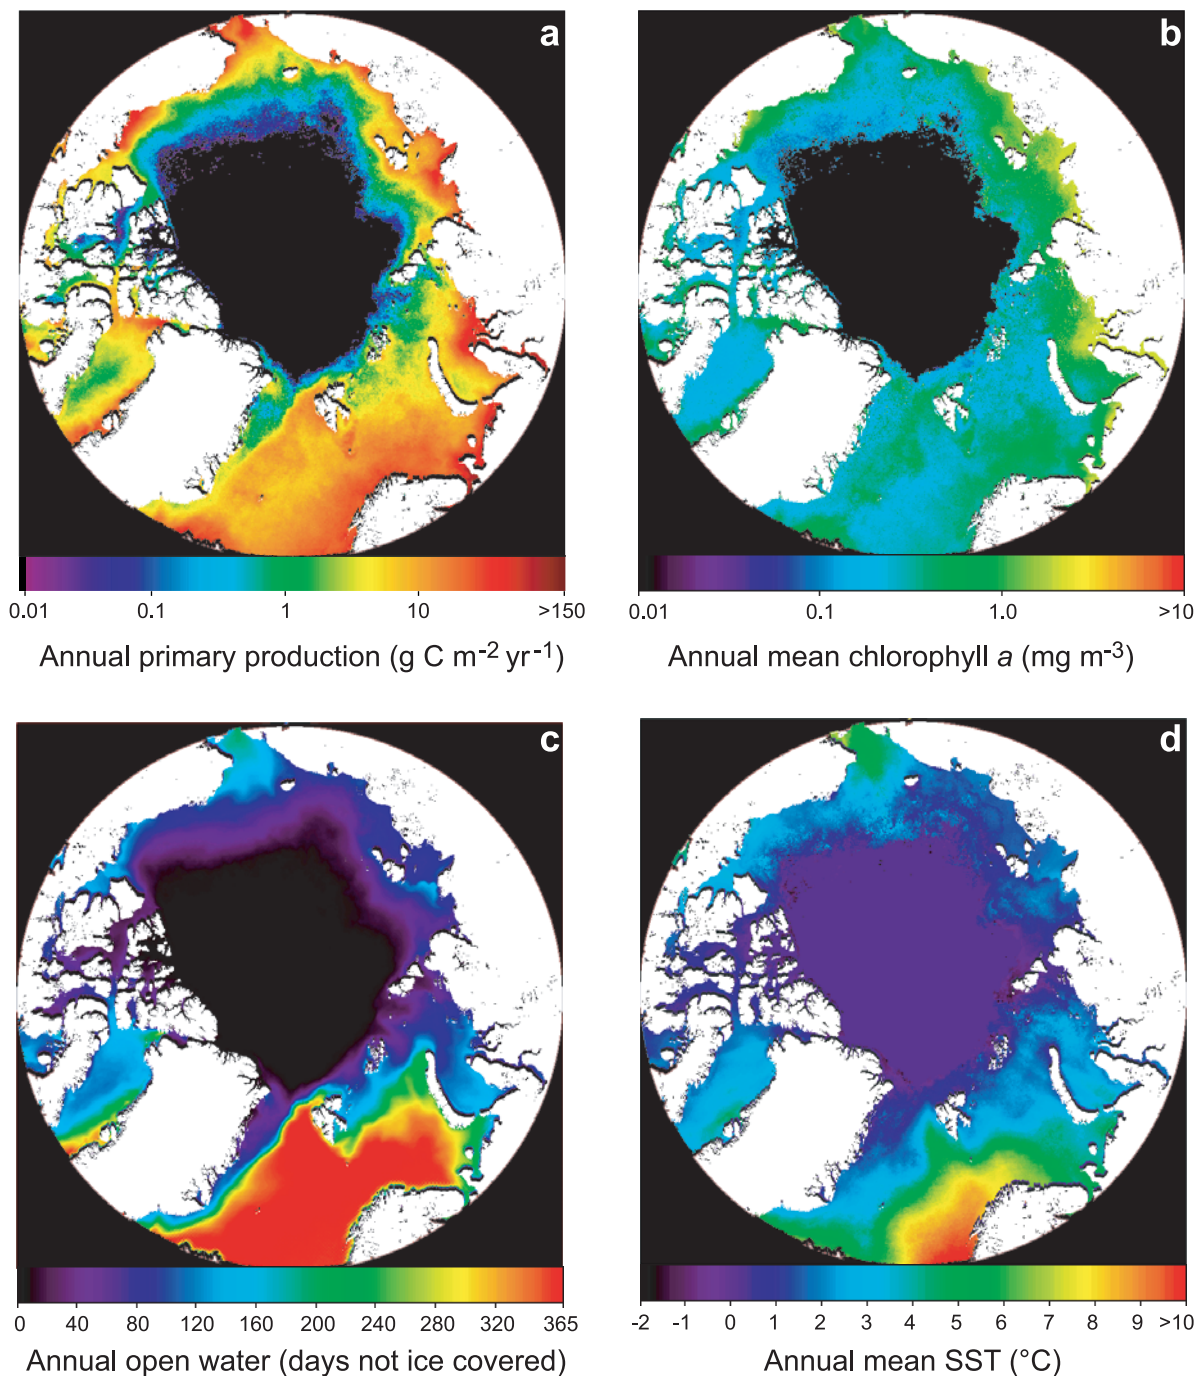 a
b
0.01 0.1 1 10 >150
Annual primary production (g C m⁻² yr⁻¹)
0.01 0.1 1.0 >10
Annual mean chlorophyll a (mg m⁻³)
c
d
0 40 80 120 160 200 240 280 320 365
Annual open water (days not ice covered)
-2 -1 0 1 2 3 4 5 6 7 8 9 >10
Annual mean SST (°C)